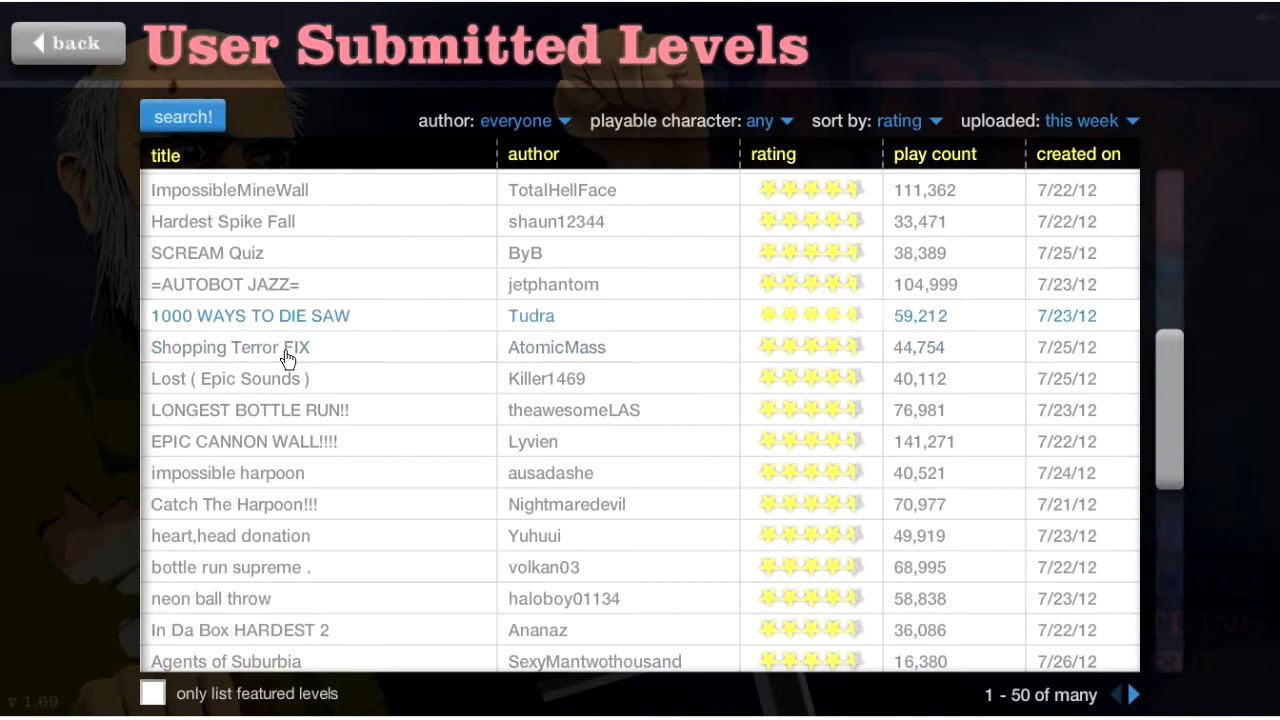 back
User Submitted Levels
search!
author: everyone playable character: any sort by: rating uploaded: this week
title author rating play count created on
ImpossibleMineWall TotalHellFace 111,362 7/22/12
Hardest Spike Fall shaun12344 33,471 7/22/12
SCREAM Quiz ByB 38,389 7/25/12
=AUTOBOT JAZZ= jetphantom 104,999 7/23/12
1000 WAYS TO DIE SAW Tudra 59,212 7/23/12
Shopping Terror FIX AtomicMass 44,754 7/25/12
Lost ( Epic Sounds ) Killer1469 40,112 7/25/12
LONGEST BOTTLE RUN!! theawesomeLAS 76,981 7/23/12
EPIC CANNON WALL!!!! Lyvien 141,271 7/22/12
impossible harpoon ausadashe 40,521 7/24/12
Catch The Harpoon!!! Nightmaredevil 70,977 7/21/12
heart,head donation Yuhuui 49,919 7/23/12
bottle run supreme . volkan03 68,995 7/22/12
neon ball throw haloboy01134 58,838 7/23/12
In Da Box HARDEST 2 Ananaz 36,086 7/22/12
Agents of Suburbia SexyMantwothousand 16,380 7/26/12
only list featured levels 1 - 50 of many
v 1.69